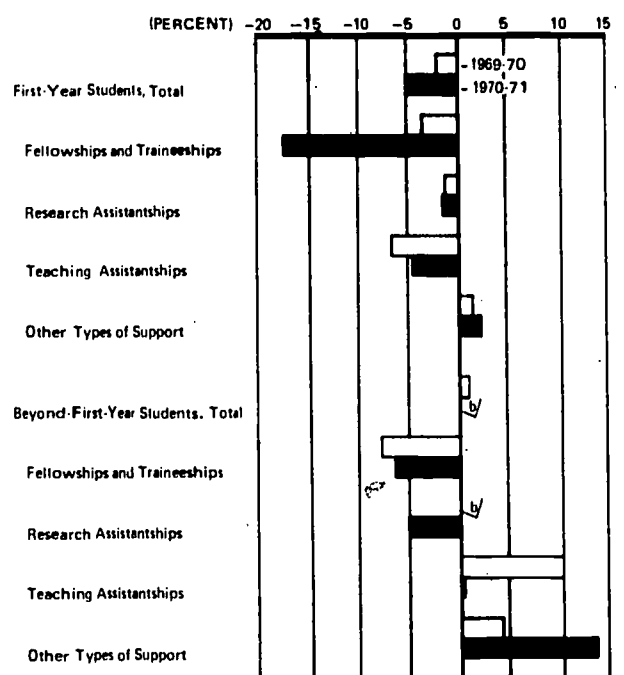 (PERCENT) -20 -15 -10 -5 0 5 10 15
- 1969-70
First-Year Students, Total
- 1970-71
Fellowships and Traineeships
Research Assistantships
Teaching Assistantships
Other Types of Support
b/
Beyond-First-Year Students. Total
Fellowships and Traineeships
b/
Research Assistantships
Teaching Assistantships
Other Types of Support